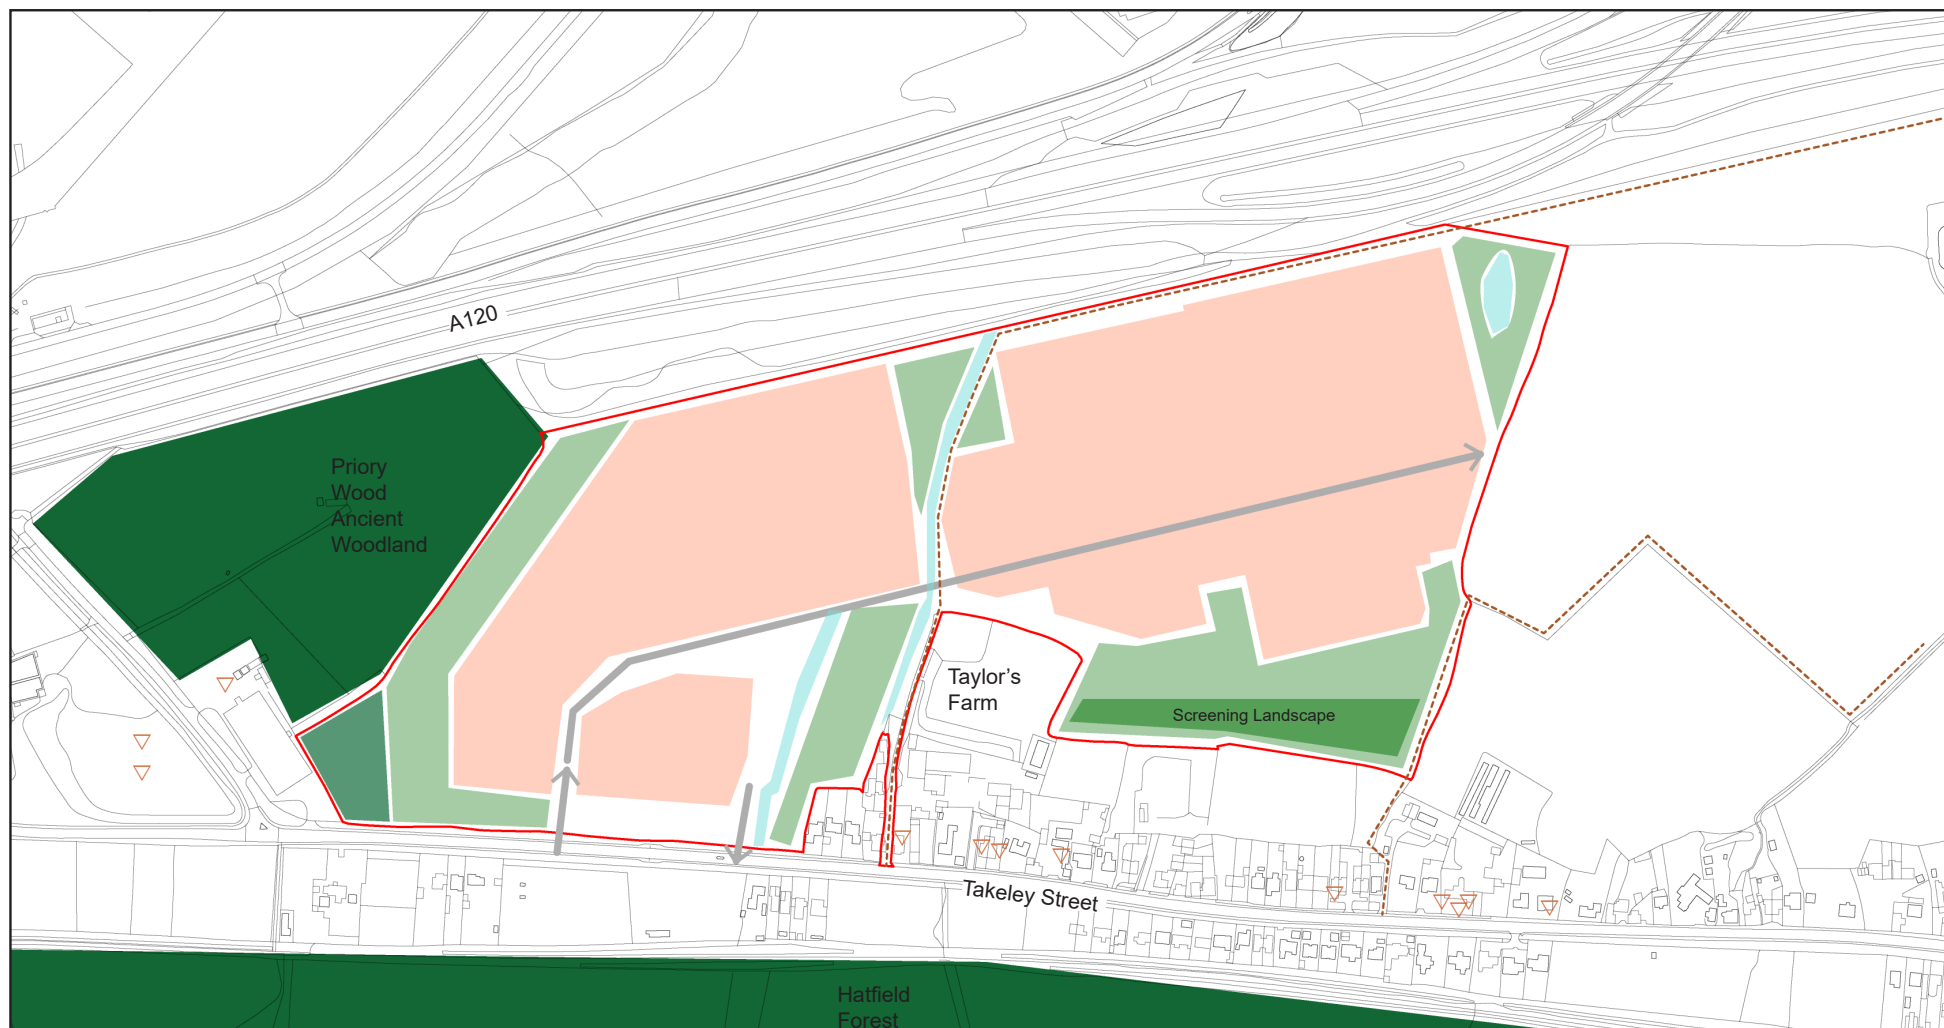 A120
Priory
Wood
Ancient
Woodland
Taylor's
Farm
Screening Landscape
Takeley Street
Hatfield
Forest